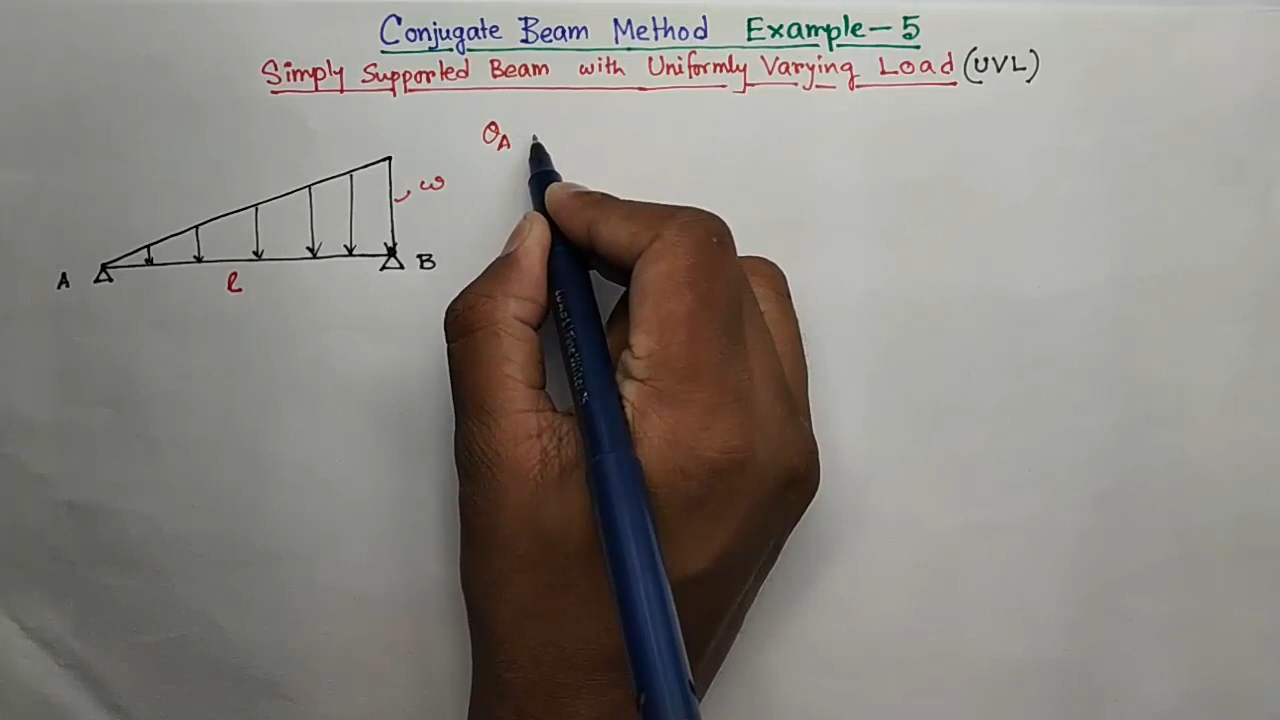 Conjugate Beam Method Example-5
Simply Supported Beam with Uniformly Varying Load (UVL)
θA
ω
A
B
l